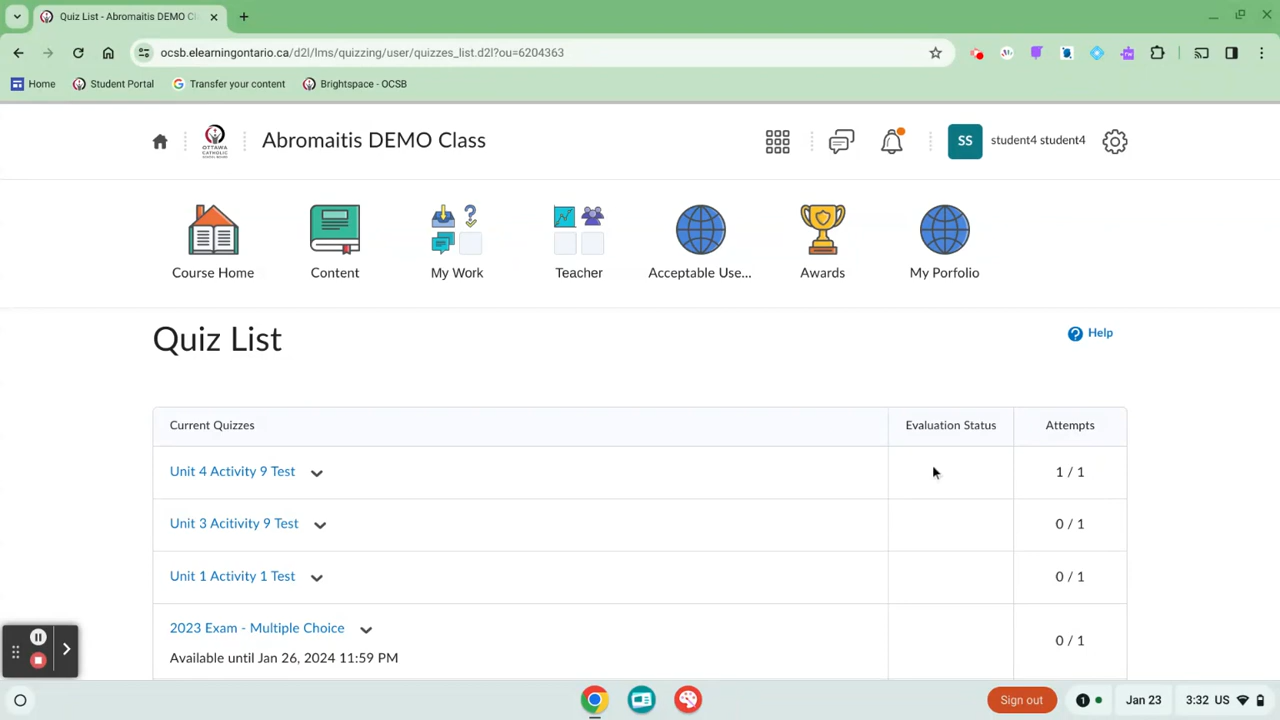 Quiz List - Abromaitis DEMO Cl
ocsb.elearningontario.ca/d2l/lms/quizzing/user/quizzes_list.d2l?ou=6204363
Home
Student Portal
Transfer your content
Brightspace - OCSB
OTTAWA
CATHOLIC
Abromaitis DEMO Class
SS
student4 student4
Course Home
Content
My Work
Teacher
Acceptable Use...
Awards
My Porfolio
Quiz List
Help
Current Quizzes
Evaluation Status
Attempts
Unit 4 Activity 9 Test
1 / 1
Unit 3 Acitivity 9 Test
0 / 1
Unit 1 Activity 1 Test
0 / 1
2023 Exam - Multiple Choice
Available until Jan 26, 2024 11:59 PM
0 / 1
Sign out
1
Jan 23
3:32 US